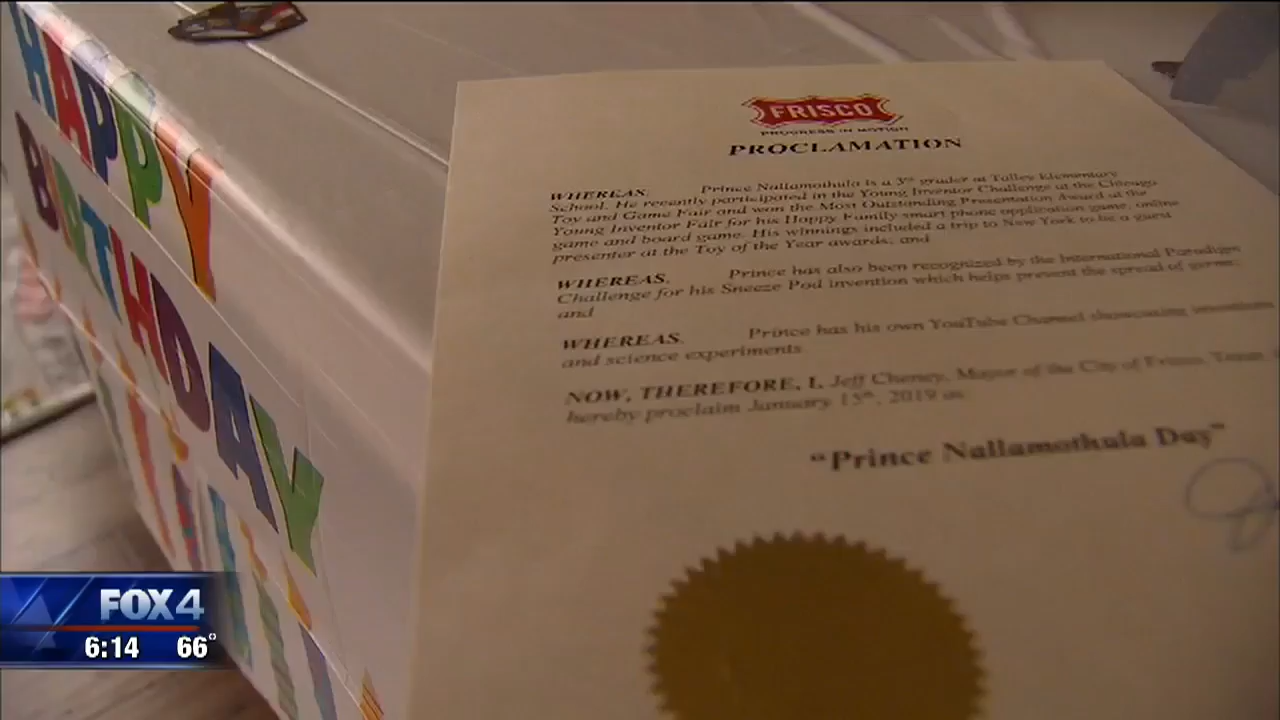 HAPPY
BIRTHDAY
FRISCO
PROGRESS IN MOTION
PROCLAMATION
WHEREAS, Prince Nallamothula is a 3rd grader at Talley Elementary
School. He recently participated in the Young Inventor Challenge at the Chicago
Toy and Game Fair and won the Most Outstanding Presentation Award at the
Young Inventor Fair for his Happy Family smart phone application game, online
game and board game. His winnings included a trip to New York to be a guest
presenter at the Toy of the Year awards; and
WHEREAS, Prince has also been recognized by the International Paradigm
Challenge for his Sneeze Pod invention which helps prevent the spread of germs;
and
WHEREAS, Prince has his own YouTube Channel showcasing inventions
and science experiments
NOW, THEREFORE, I, Jeff Cheney, Mayor of the City of Frisco, Texas
hereby proclaim January 15th, 2019 as:
"Prince Nallamothula Day"
FOX 4
6:14 66°